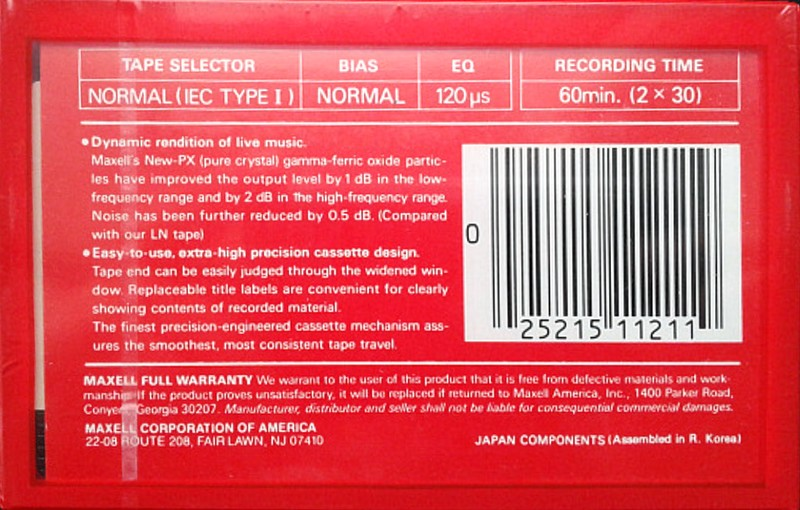 TAPE SELECTOR BIAS EQ RECORDING TIME
NORMAL (IEC TYPE I) NORMAL 120μs 60min. (2 × 30)
●Dynamic rendition of live music.
Maxell's New-PX (pure crystal) gamma-ferric oxide partic-
les have improved the output level by 1 dB in the low-
frequency range and by 2 dB in the high-frequency range.
Noise has been further reduced by 0.5 dB. (Compared
with our LN tape)
●Easy-to-use, extra-high precision cassette design.
Tape end can be easily judged through the widened win-
dow. Replaceable title labels are convenient for clearly
showing contents of recorded material.
The finest precision-engineered cassette mechanism ass-
ures the smoothest, most consistent tape travel.
0
25215 11211
MAXELL FULL WARRANTY We warrant to the user of this product that it is free from defective materials and work-
manship. If the product proves unsatisfactory, it will be replaced if returned to Maxell America, Inc., 1400 Parker Road,
Conyers, Georgia 30207. Manufacturer, distributor and seller shall not be liable for consequential commercial damages.
MAXELL CORPORATION OF AMERICA
22-08 ROUTE 208, FAIR LAWN, NJ 07410
JAPAN COMPONENTS (Assembled in R. Korea)